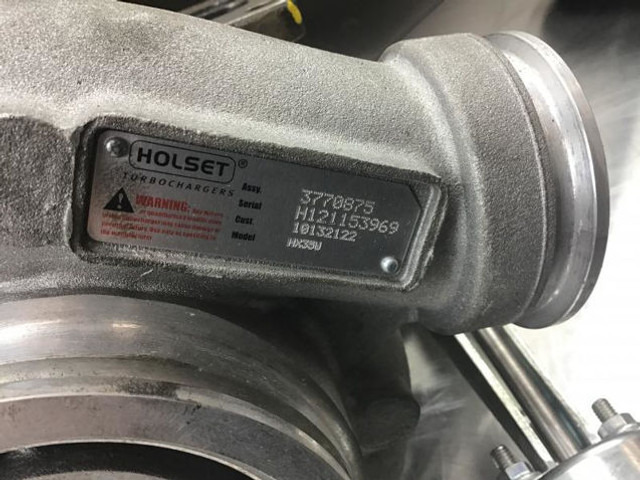 HOLSET®
TURBOCHARGERS
WARNING:
Assy. 3770875
Serial H121153969
Cust 10132122
Model HX35W